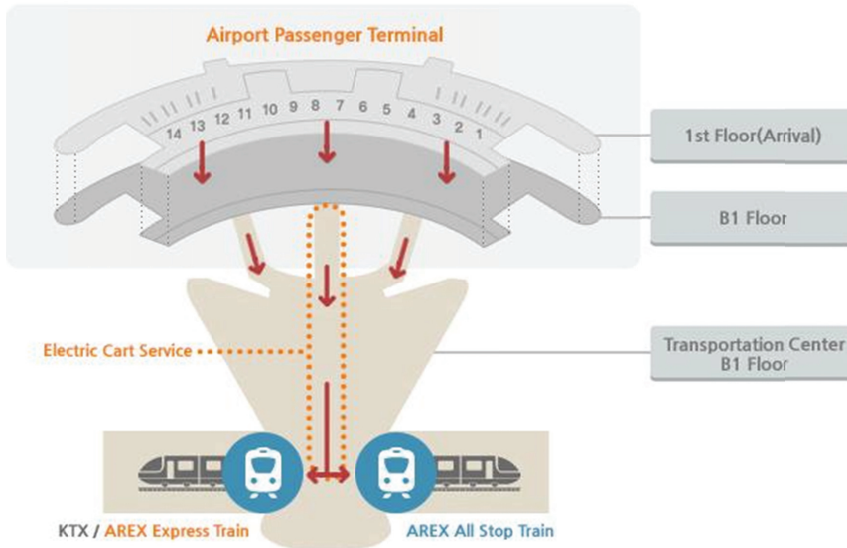 Airport Passenger Terminal
14 13 12 11 10 9 8 7 6 5 4 3 2 1
1st Floor(Arrival)
B1 Floor
Electric Cart Service
Transportation Center
B1 Floor
KTX / AREX Express Train
AREX All Stop Train